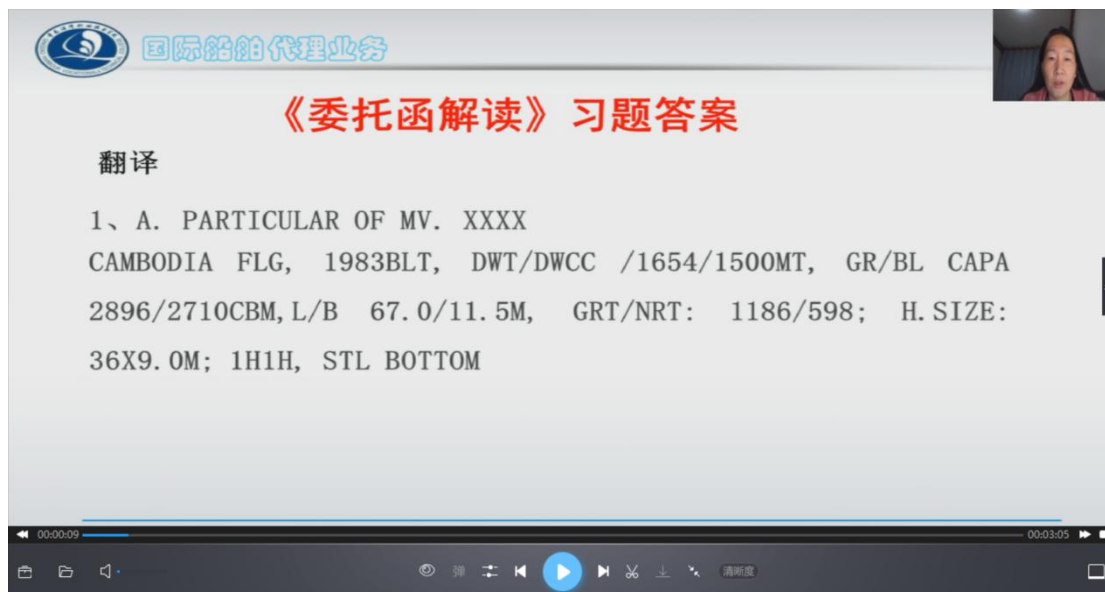 国际船舶代理业务
《委托函解读》习题答案
翻译
1、A. PARTICULAR OF MV. XXXX
CAMBODIA FLG, 1983BLT, DWT/DWCC /1654/1500MT, GR/BL CAPA
2896/2710CBM,L/B 67.0/11.5M, GRT/NRT: 1186/598; H.SIZE:
36X9.0M; 1H1H, STL BOTTOM
00:00:09
00:03:05
弹
清晰度